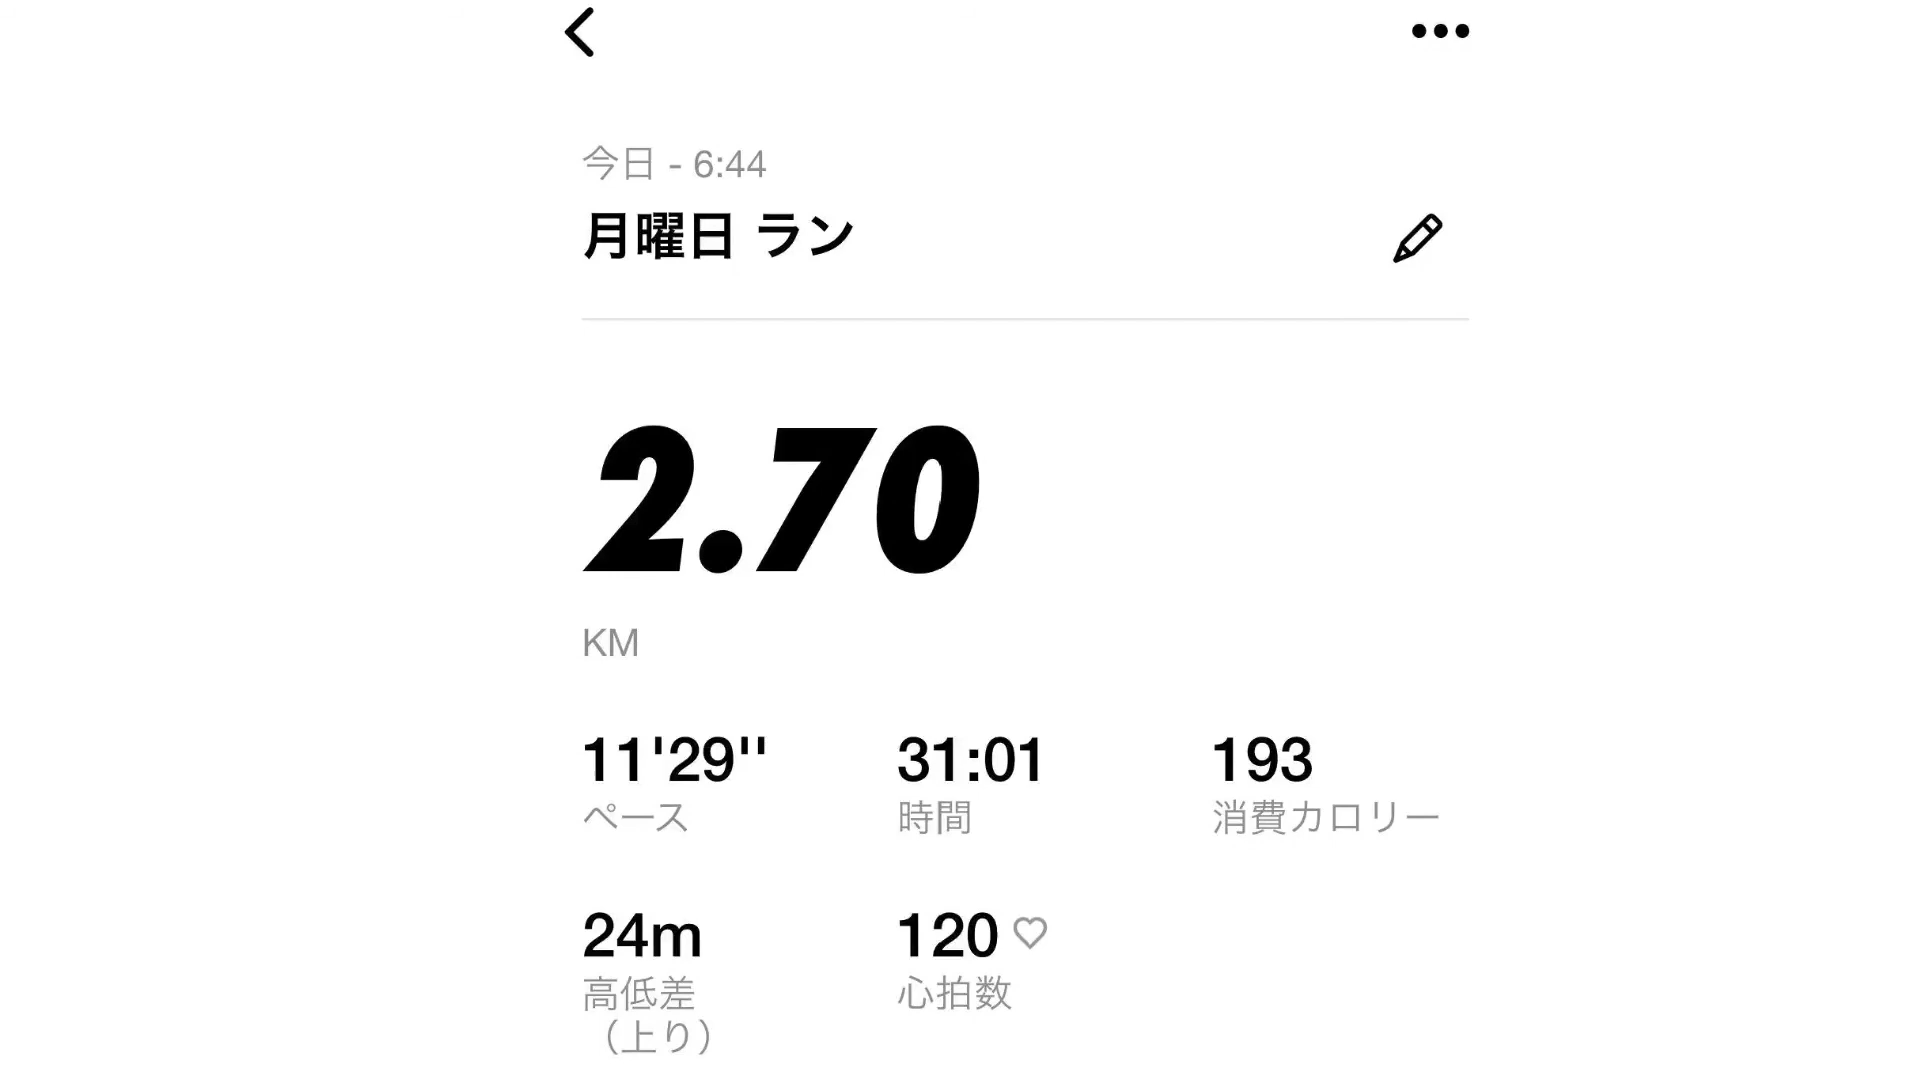 今日 - 6:44
月曜日 ラン
2.70
KM
11'29''
31:01
193
ペース
時間
消費カロリー
24m
120
高低差
心拍数
（上り）